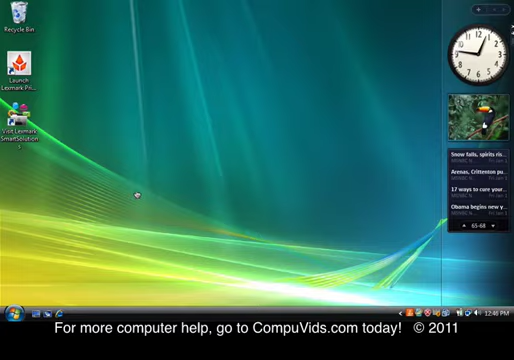 Recycle Bin
Launch
Lexmark Pri...
Visit Lexmark
SmartSolution
s
Snow falls, spirits ris...
Arenas, Crittenton pu...
17 ways to cure your...
Obama begins new y...
65-68
12:46 PM
For more computer help, go to CompuVids.com today! © 2011